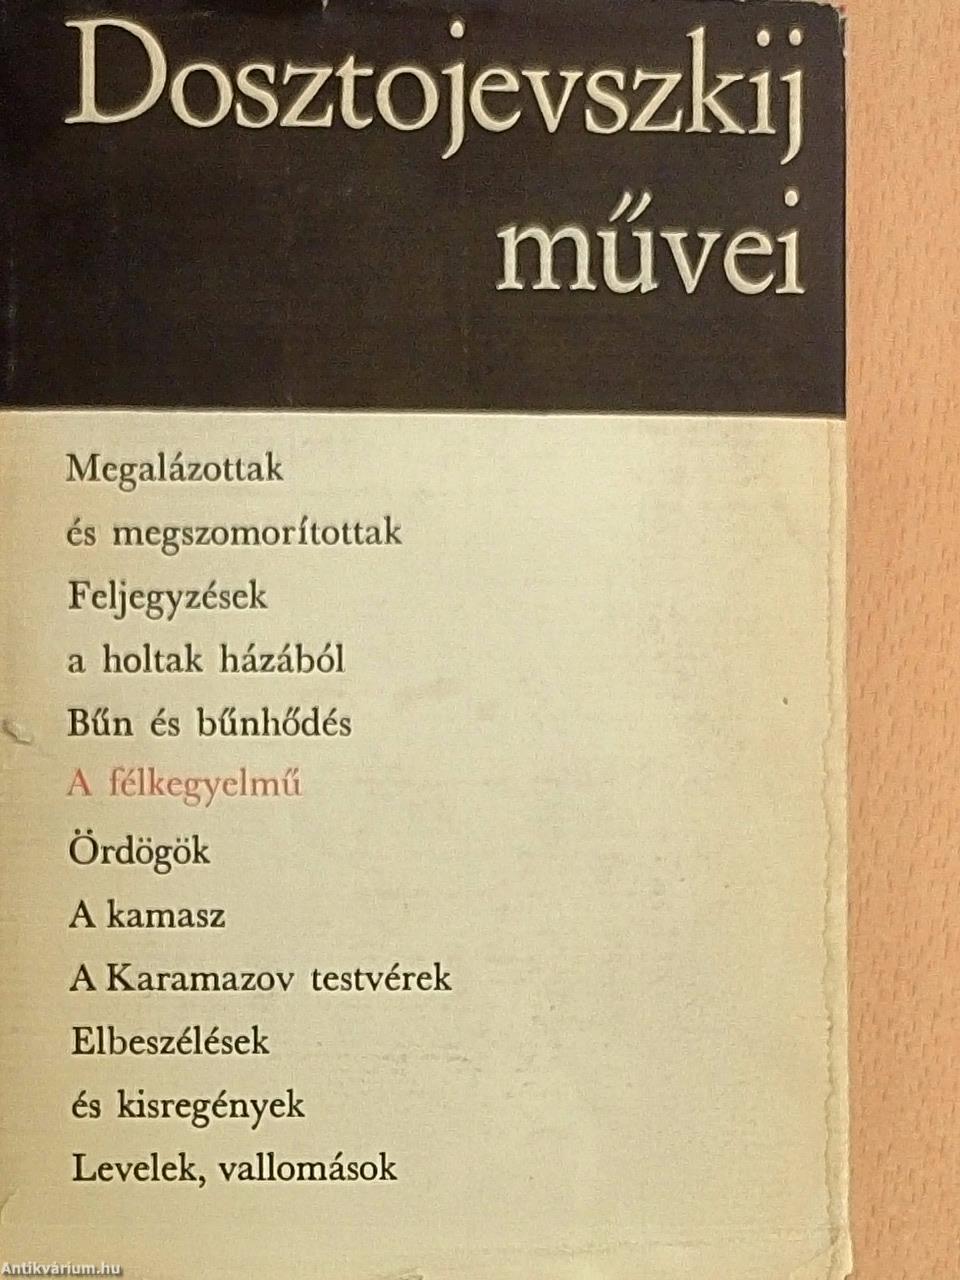 Dosztojevszkij
művei
Megalázottak
és megszomorítottak
Feljegyzések
a holtak házából
Bűn és bűnhődés
A félkegyelmű
Ördögök
A kamasz
A Karamazov testvérek
Elbeszélések
és kisregények
Levelek, vallomások
Antikvárium.hu